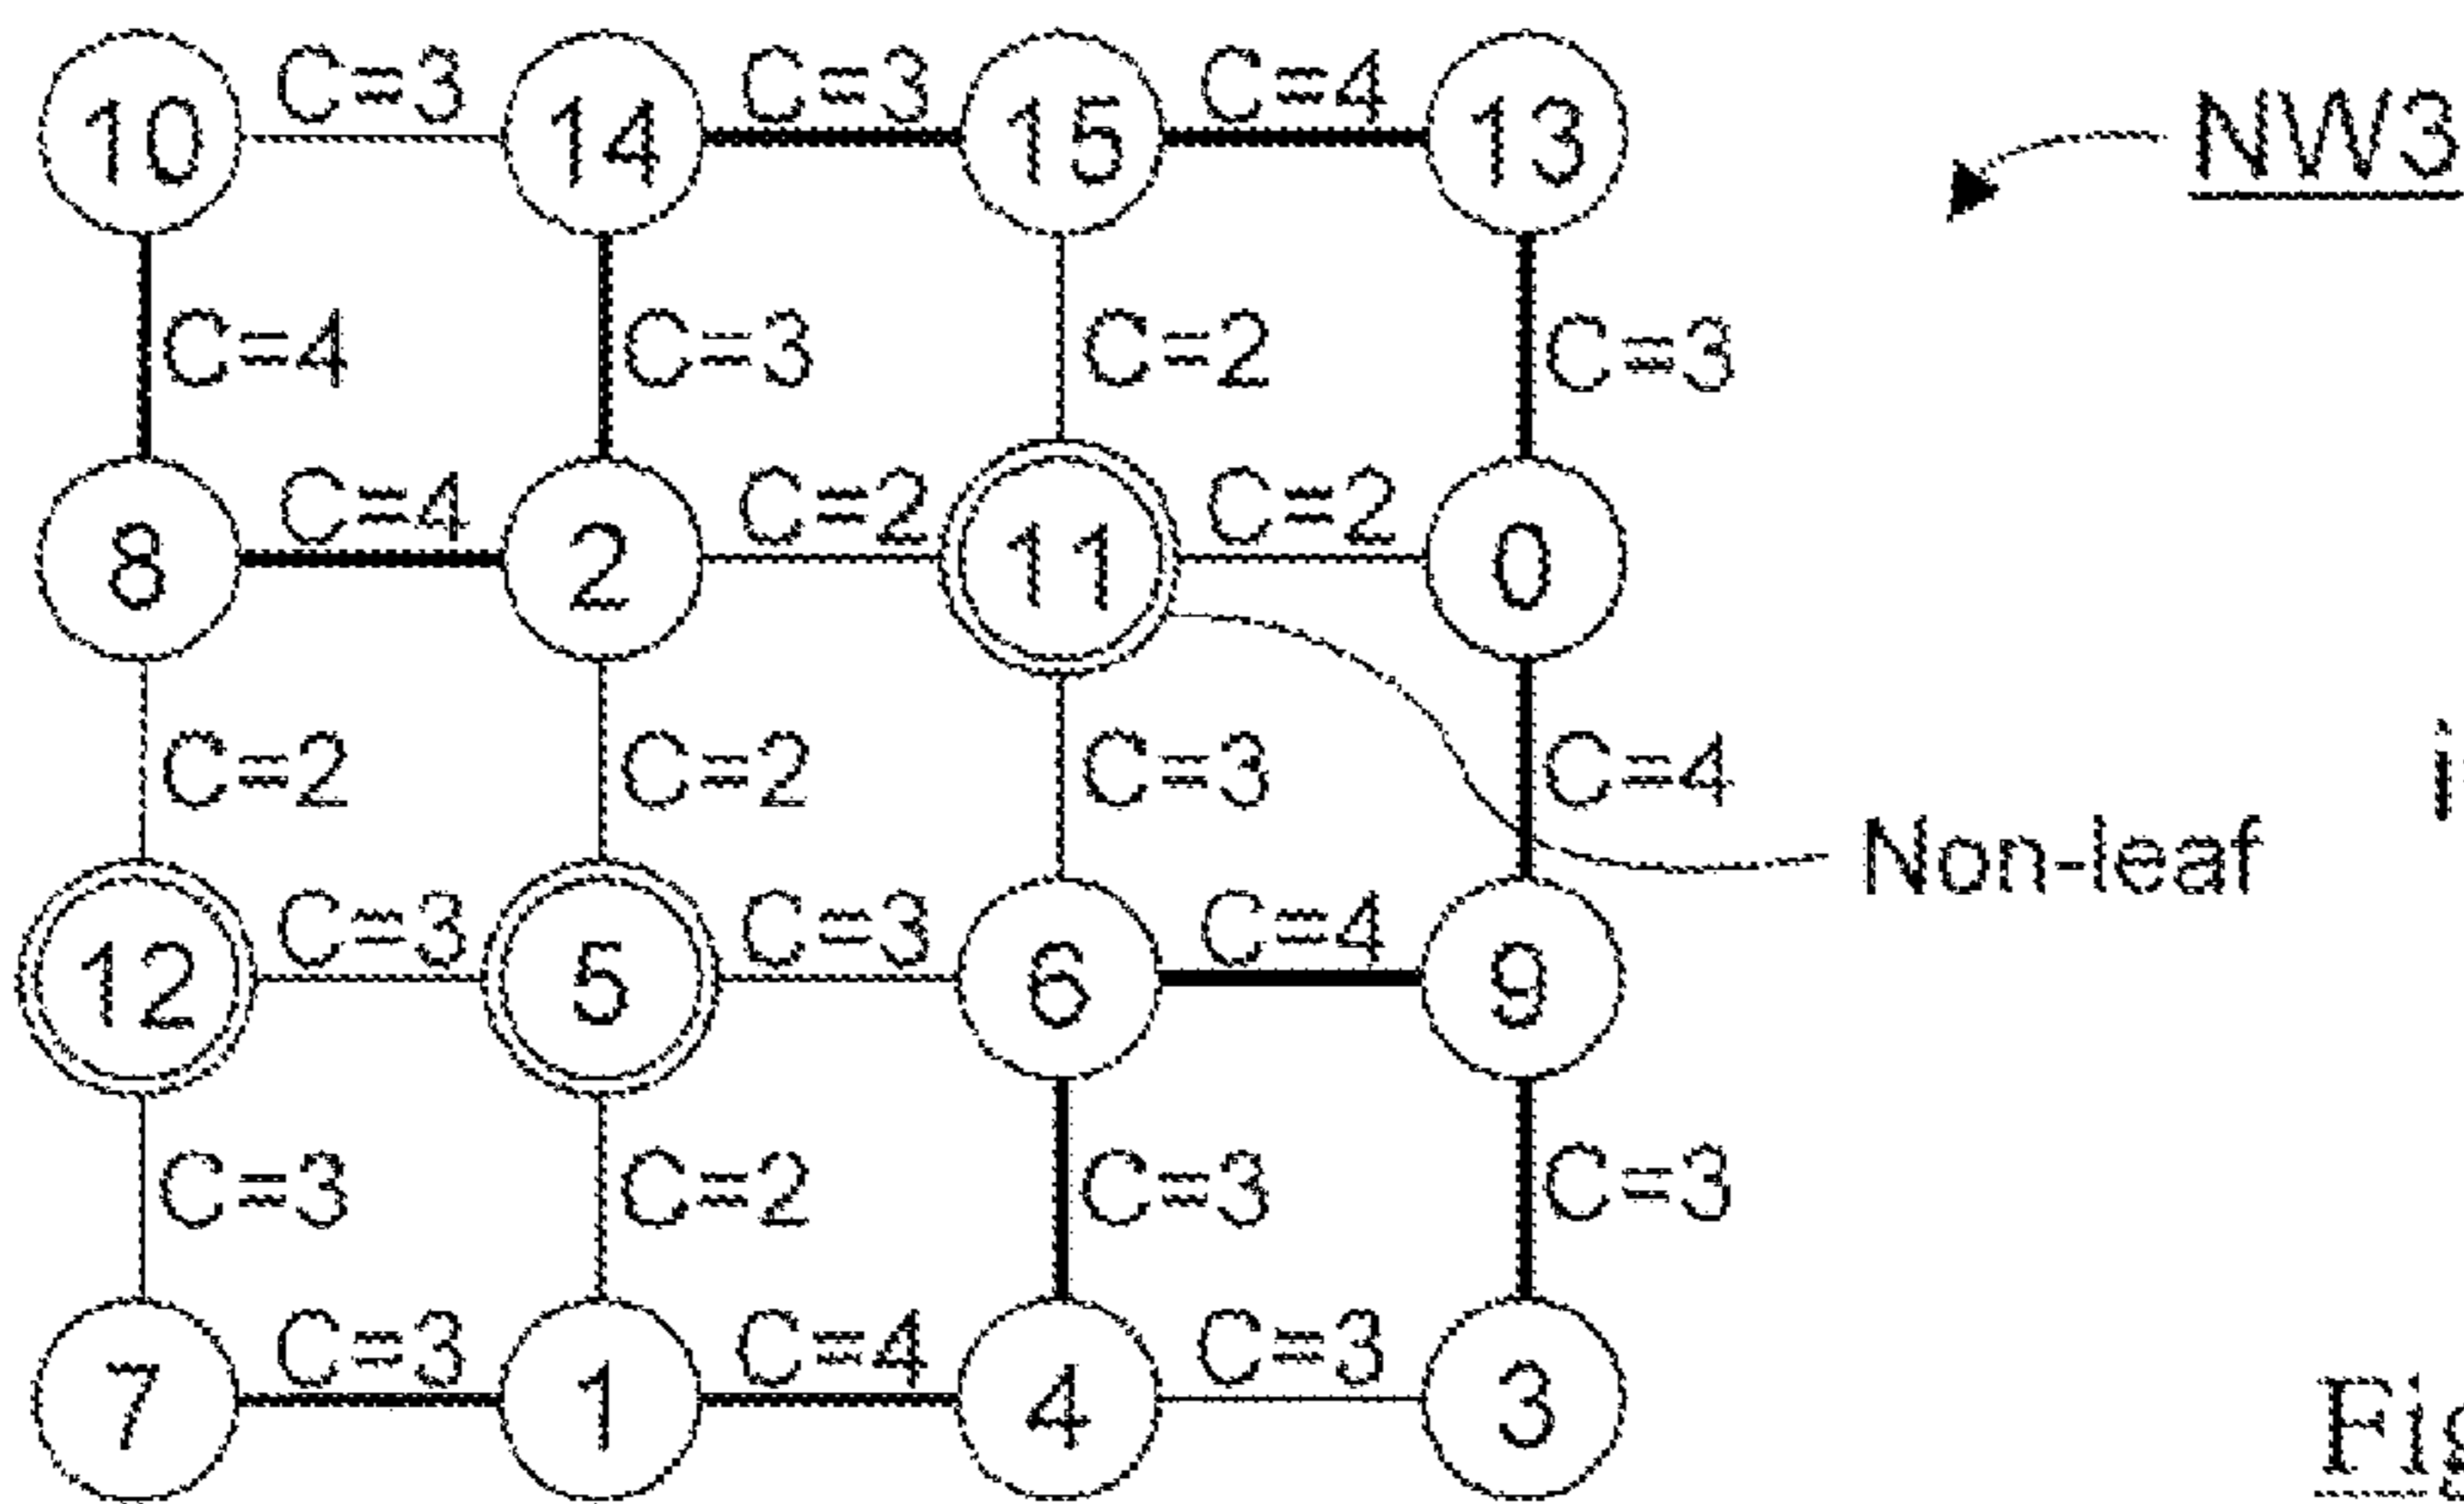 C=3 C=3 C=4
10 14 15 13 NW3
C=4 C=3 C=2 C=3
C=4 C=2 C=2
8 2 11 0
C=2 C=2 C=3 C=4
Non-leaf
C=3 C=3 C=4
12 5 6 9
C=3 C=2 C=3 C=3
C=3 C=4 C=3
7 1 4 3